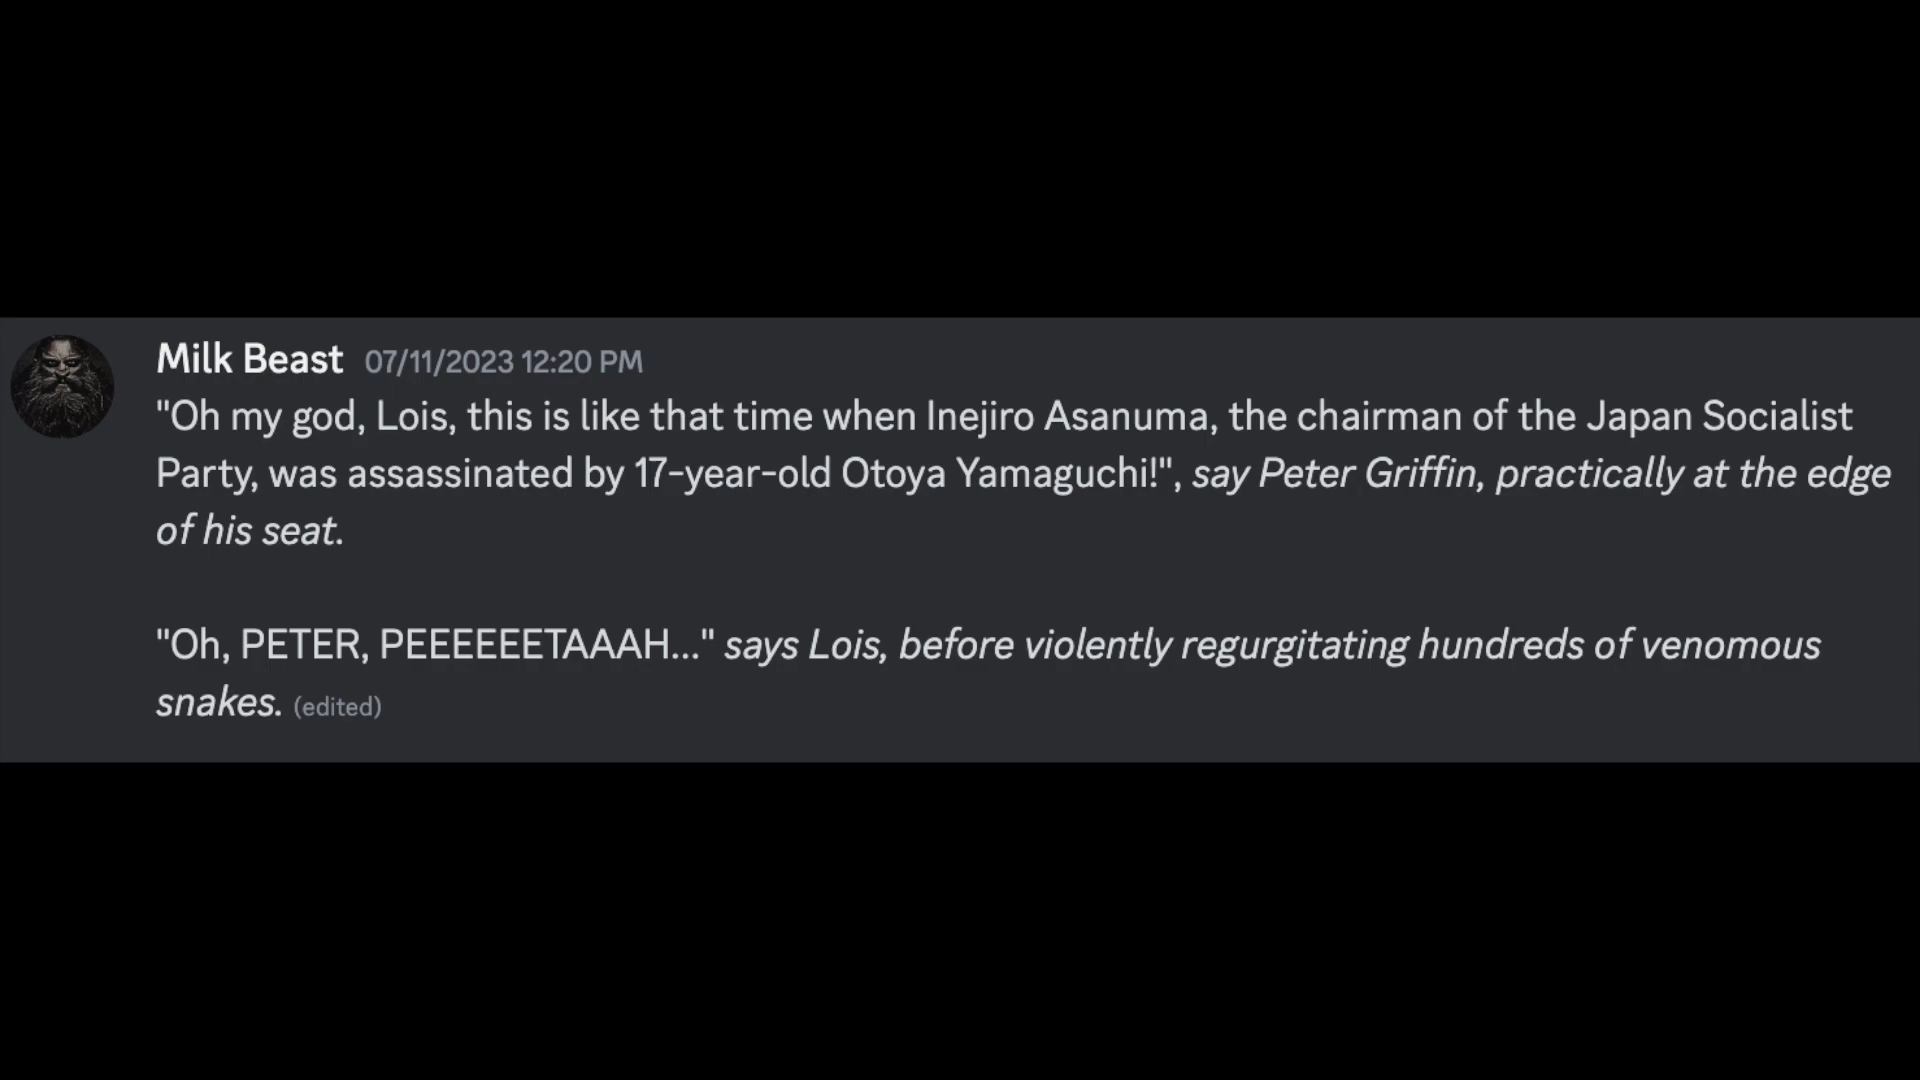 Milk Beast 07/11/2023 12:20 PM
"Oh my god, Lois, this is like that time when Inejiro Asanuma, the chairman of the Japan Socialist
Party, was assassinated by 17-year-old Otoya Yamaguchi!", say Peter Griffin, practically at the edge
of his seat.
"Oh, PETER, PEEEEEETAAAH..." says Lois, before violently regurgitating hundreds of venomous
snakes. (edited)